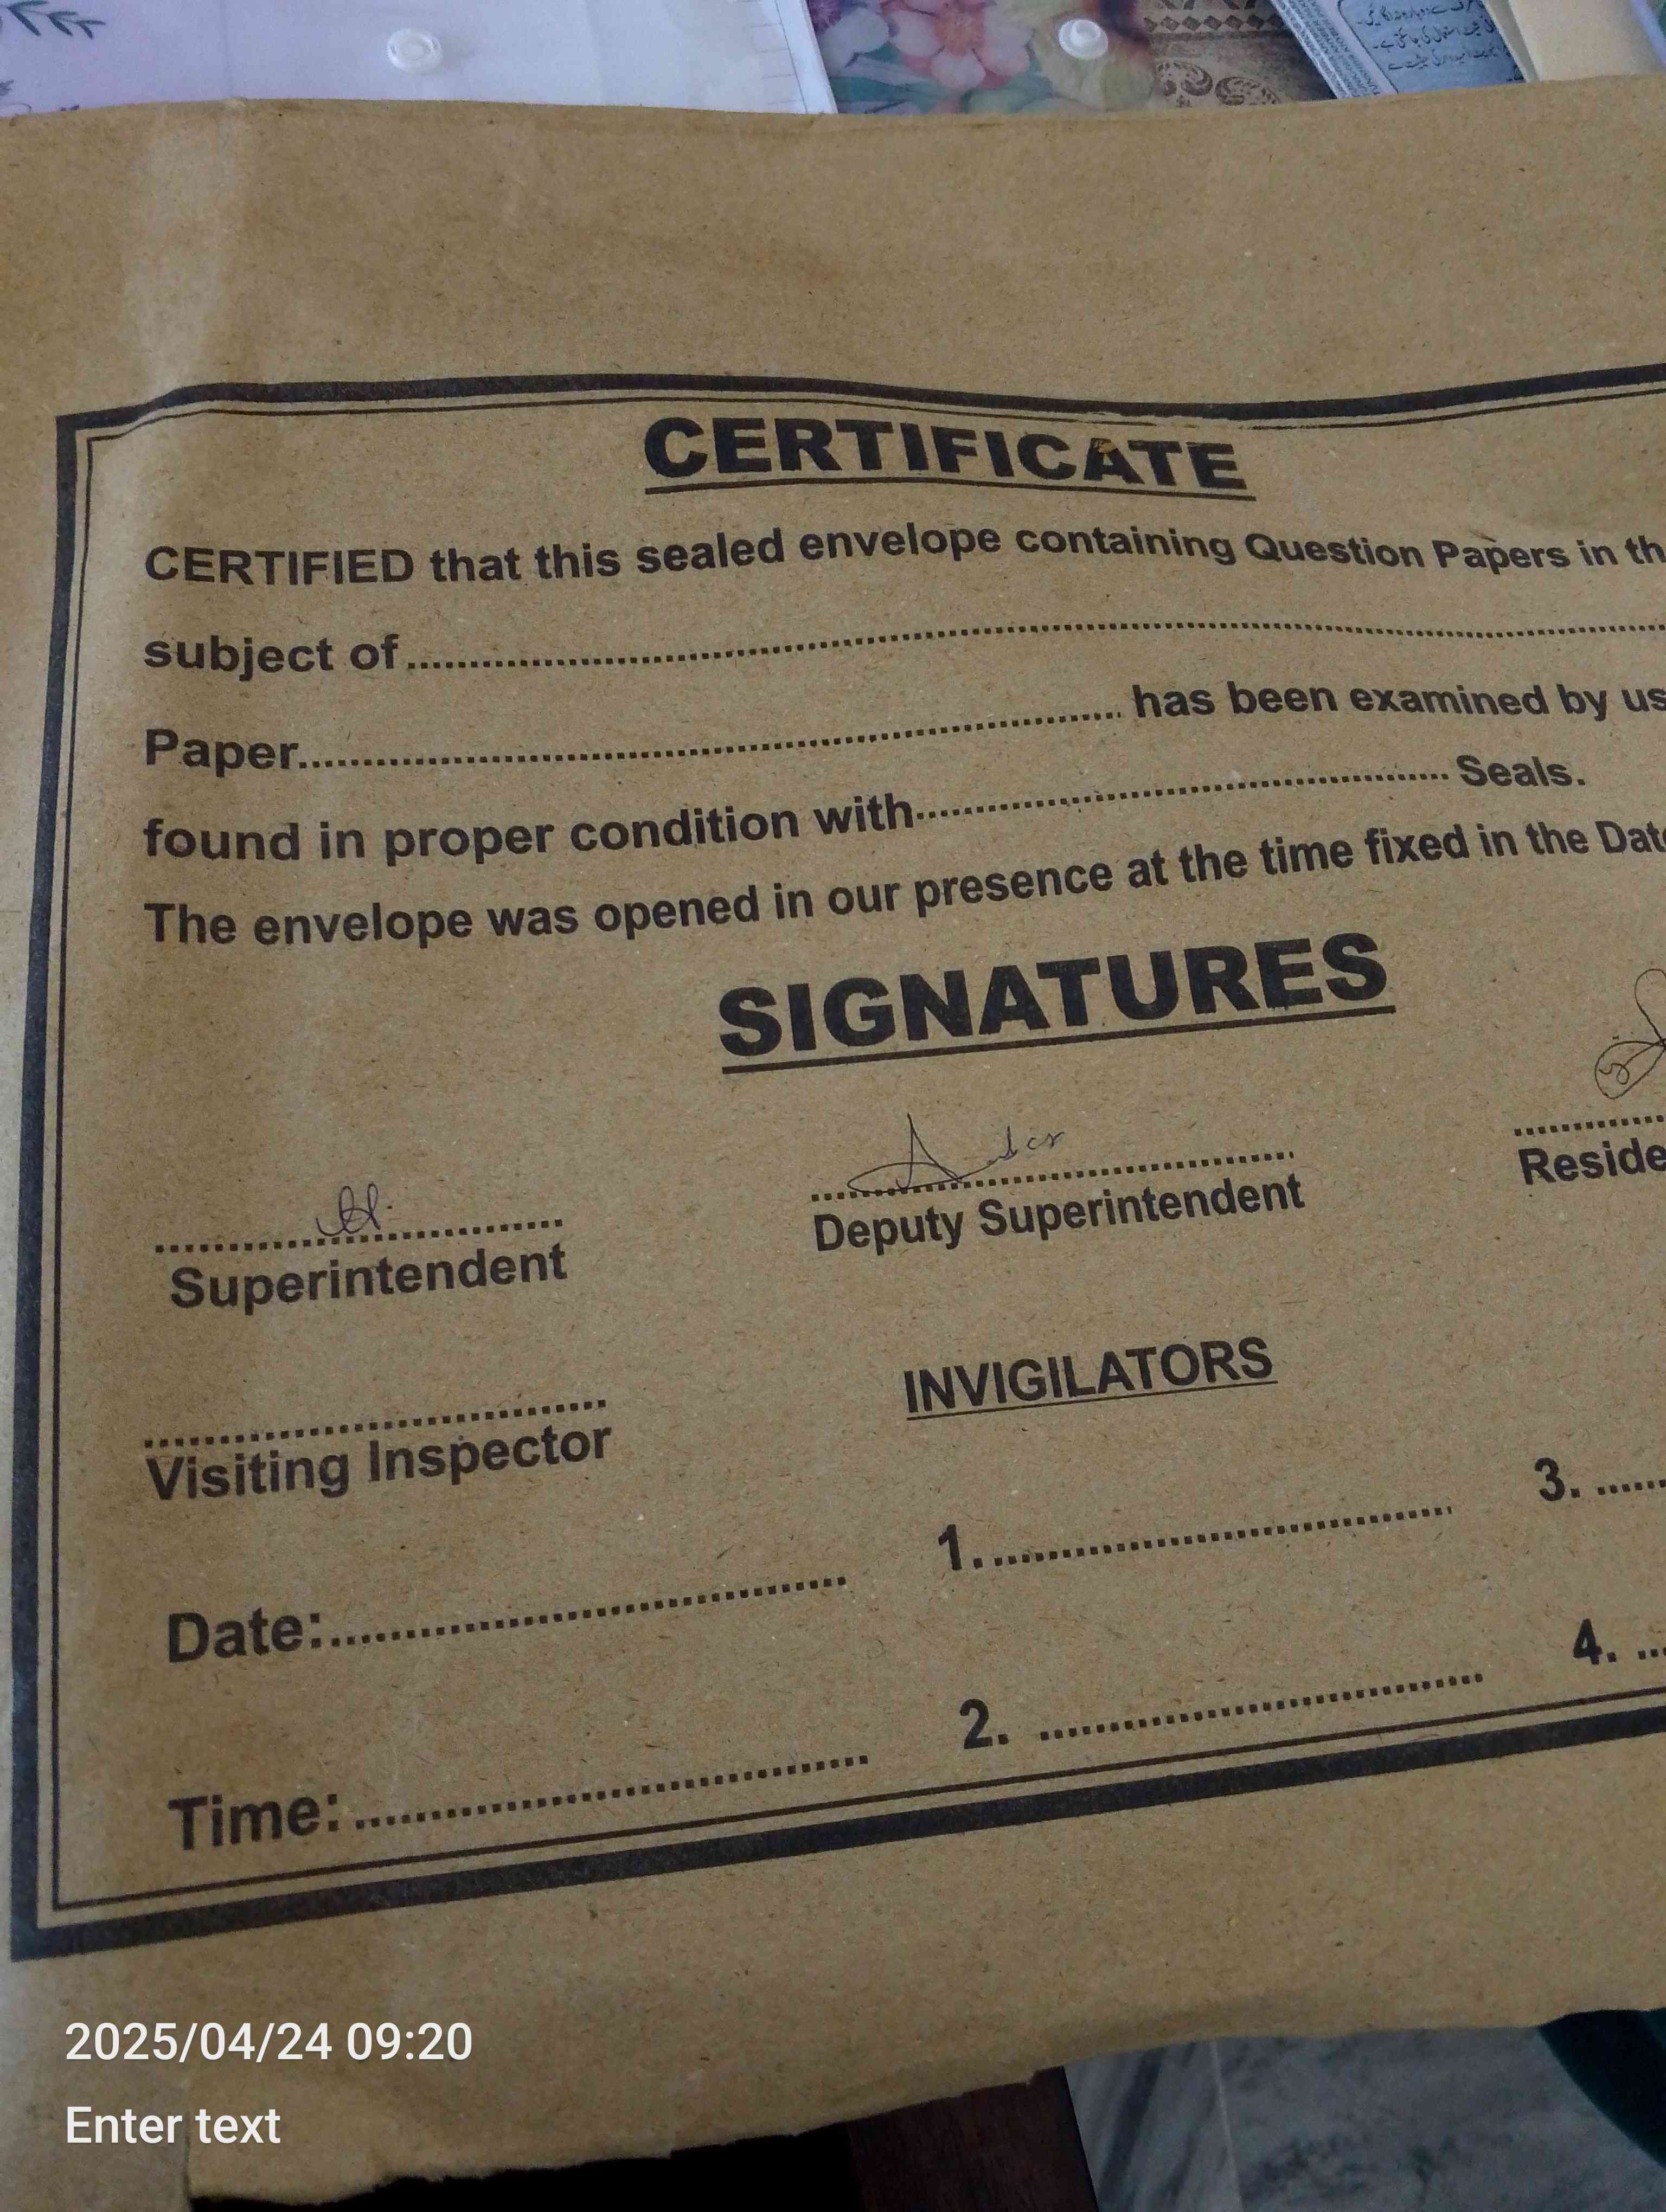 CERTIFICATE
CERTIFIED that this sealed envelope containing Question Papers in th
subject of................................................................
Paper........................................ has been examined by us
found in proper condition with........................ Seals.
The envelope was opened in our presence at the time fixed in the Date
SIGNATURES
Superintendent
Deputy Superintendent
Reside
Visiting Inspector
INVIGILATORS
1.........................
3. ......
Date:.........................
2. .........................
4. ...
Time:.........................
2025/04/24 09:20
Enter text